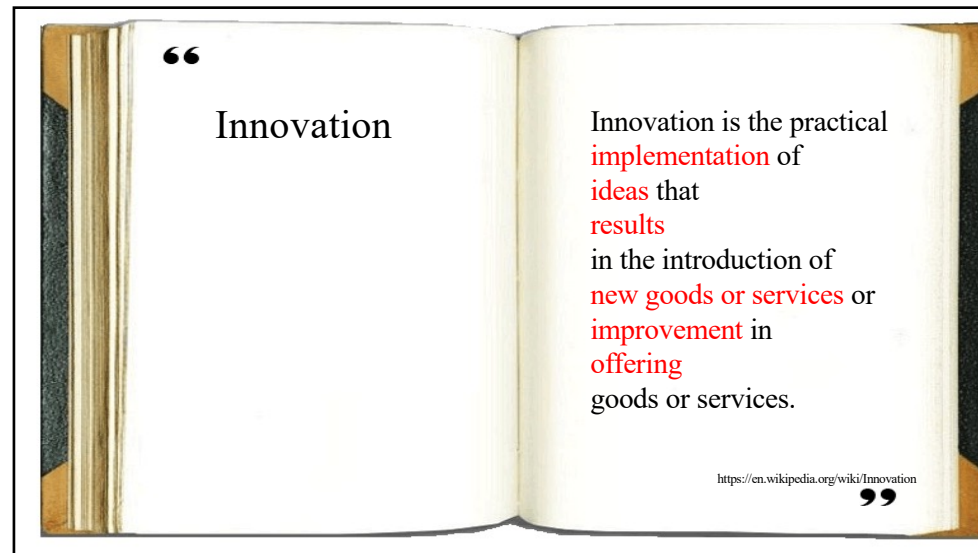 “
Innovation
Innovation is the practical
implementation of
ideas that
results
in the introduction of
new goods or services or
improvement in
offering
goods or services.
https://en.wikipedia.org/wiki/Innovation
”